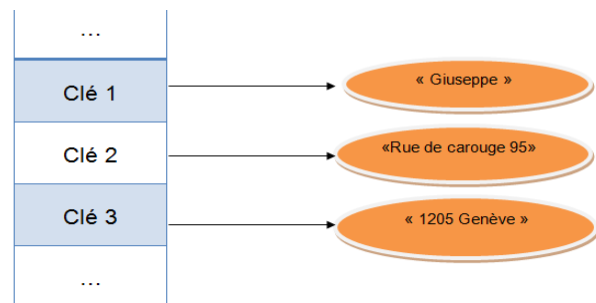 ...
Clé 1
« Giuseppe »
Clé 2
«Rue de carouge 95»
Clé 3
« 1205 Genève »
...